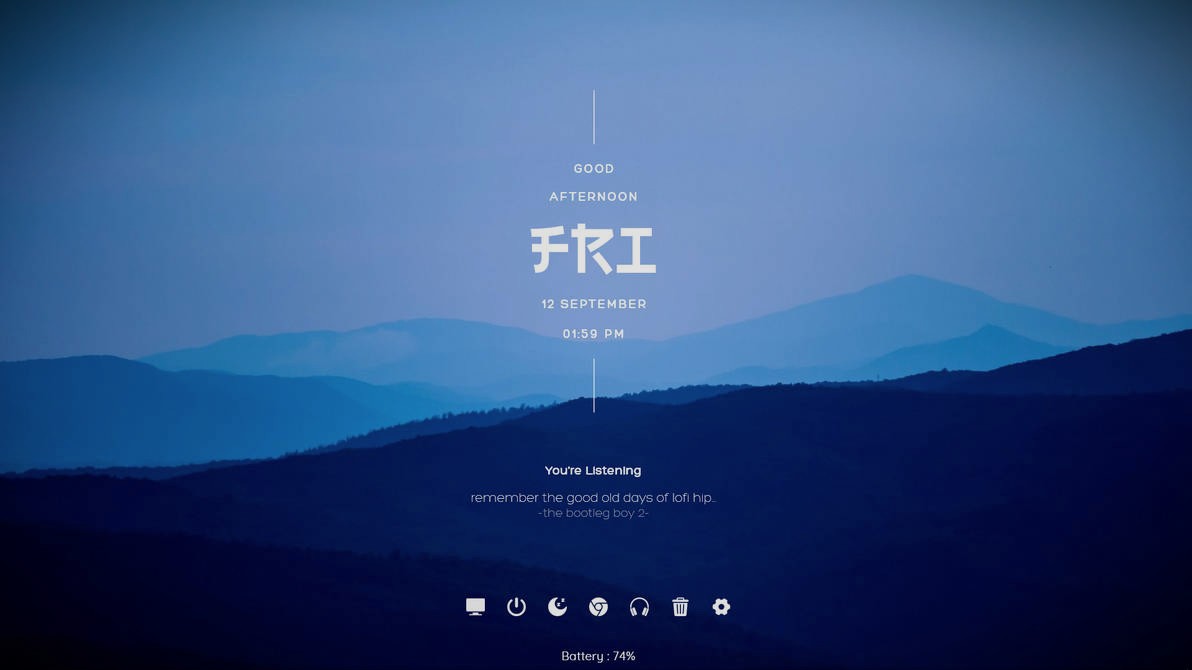 GOOD
AFTERNOON
FRI
12 SEPTEMBER
01:59 PM
You're Listening
remember the good old days of lofi hip...
-the bootleg boy 2-
Battery : 74%